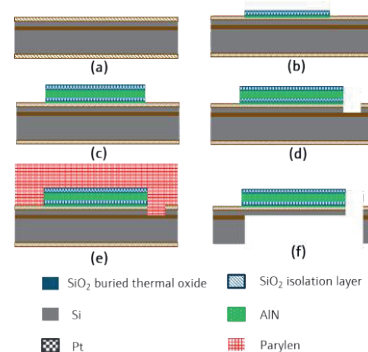 (a)
(b)
(c)
(d)
(e)
(f)
SiO₂ buried thermal oxide
SiO₂ isolation layer
Si
AlN
Pt
Parylen